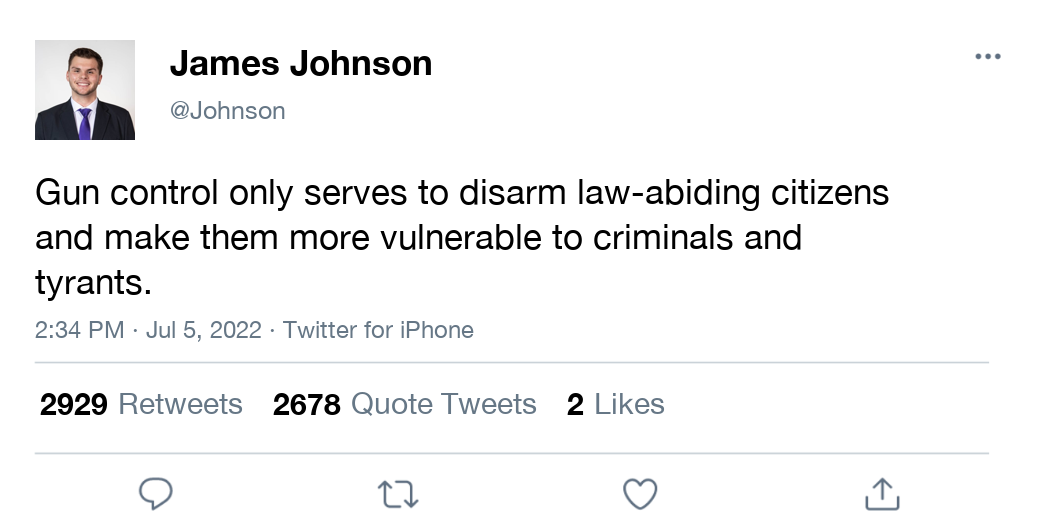 James Johnson
@Johnson
Gun control only serves to disarm law-abiding citizens
and make them more vulnerable to criminals and
tyrants.
2:34 PM · Jul 5, 2022 · Twitter for iPhone
2929 Retweets 2678 Quote Tweets 2 Likes